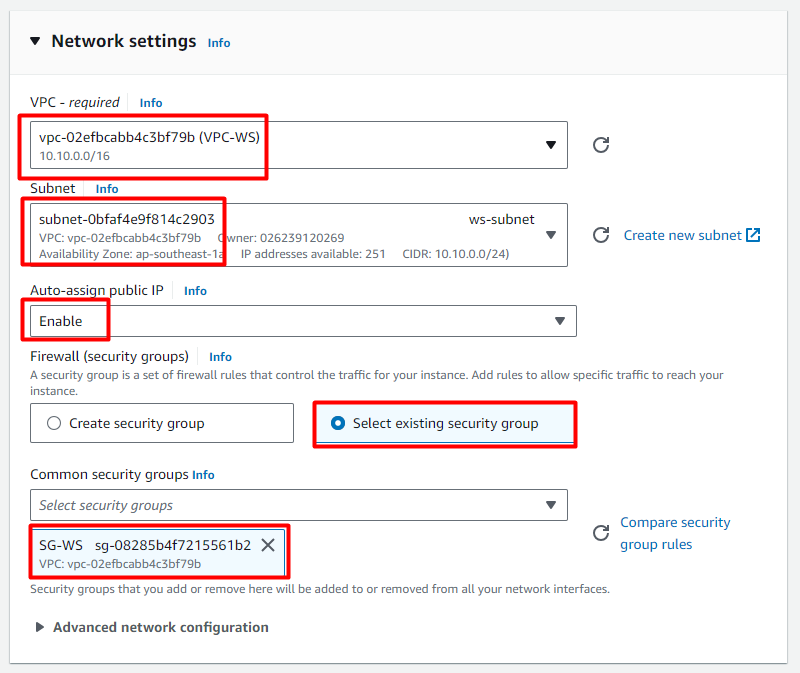 Network settings Info
VPC - required Info
vpc-02efbcabb4c3bf79b (VPC-WS)
10.10.0.0/16
Subnet Info
subnet-0bfaf4e9f814c2903 ws-subnet
VPC: vpc-02efbcabb4c3bf79b Owner: 026239120269
Availability Zone: ap-southeast-1a IP addresses available: 251 CIDR: 10.10.0.0/24)
Create new subnet
Auto-assign public IP Info
Enable
Firewall (security groups) Info
A security group is a set of firewall rules that control the traffic for your instance. Add rules to allow specific traffic to reach your
instance.
Create security group
Select existing security group
Common security groups Info
Select security groups
SG-WS sg-08285b4f7215561b2
VPC: vpc-02efbcabb4c3bf79b
Compare security
group rules
Security groups that you add or remove here will be added to or removed from all your network interfaces.
Advanced network configuration